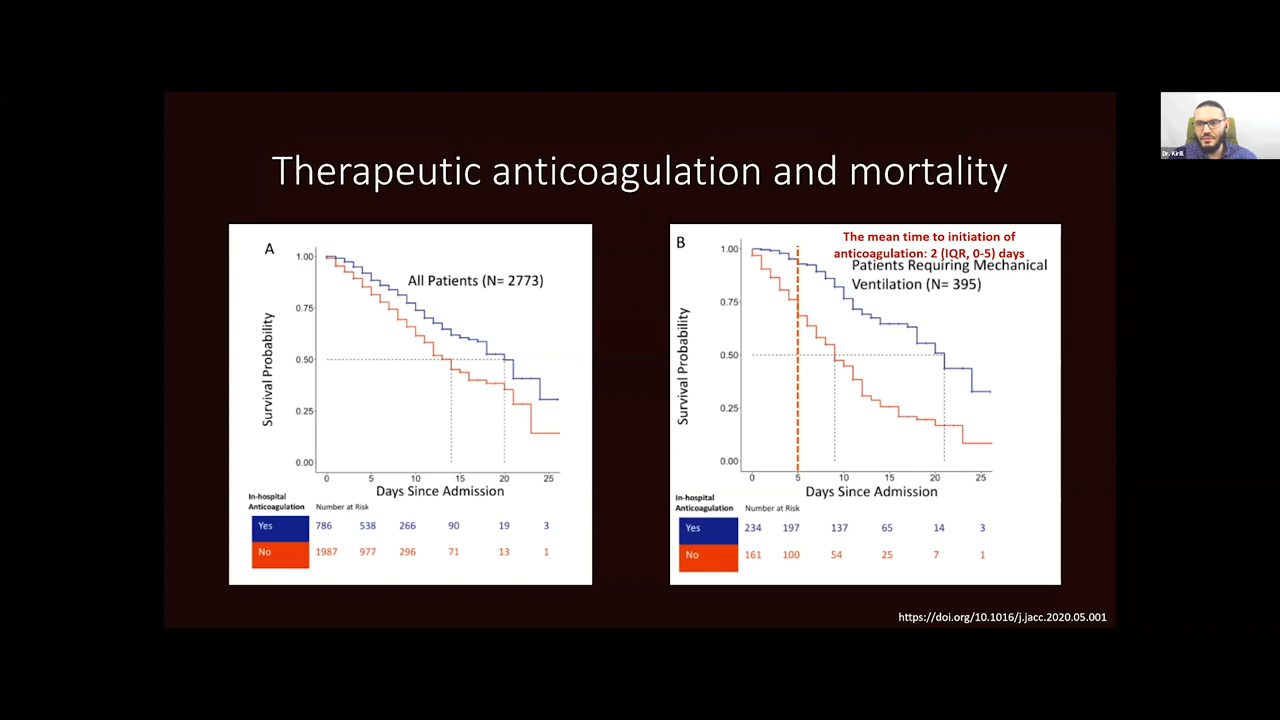 Therapeutic anticoagulation and mortality
Dr. Kirill
A
All Patients (N= 2773)
Survival Probability
1.00
0.75
0.50
0.25
0.00
0 5 10 15 20 25
Days Since Admission
In-hospital
Anticoagulation
Number at Risk
Yes 786 538 266 90 19 3
No 1987 977 296 71 13 1
B
The mean time to initiation of
anticoagulation: 2 (IQR, 0-5) days
Patients Requiring Mechanical
Ventilation (N= 395)
Survival Probability
1.00
0.75
0.50
0.25
0.00
0 5 10 15 20 25
Days Since Admission
In-hospital
Anticoagulation
Number at Risk
Yes 234 197 137 65 14 3
No 161 100 54 25 7 1
https://doi.org/10.1016/j.jacc.2020.05.001